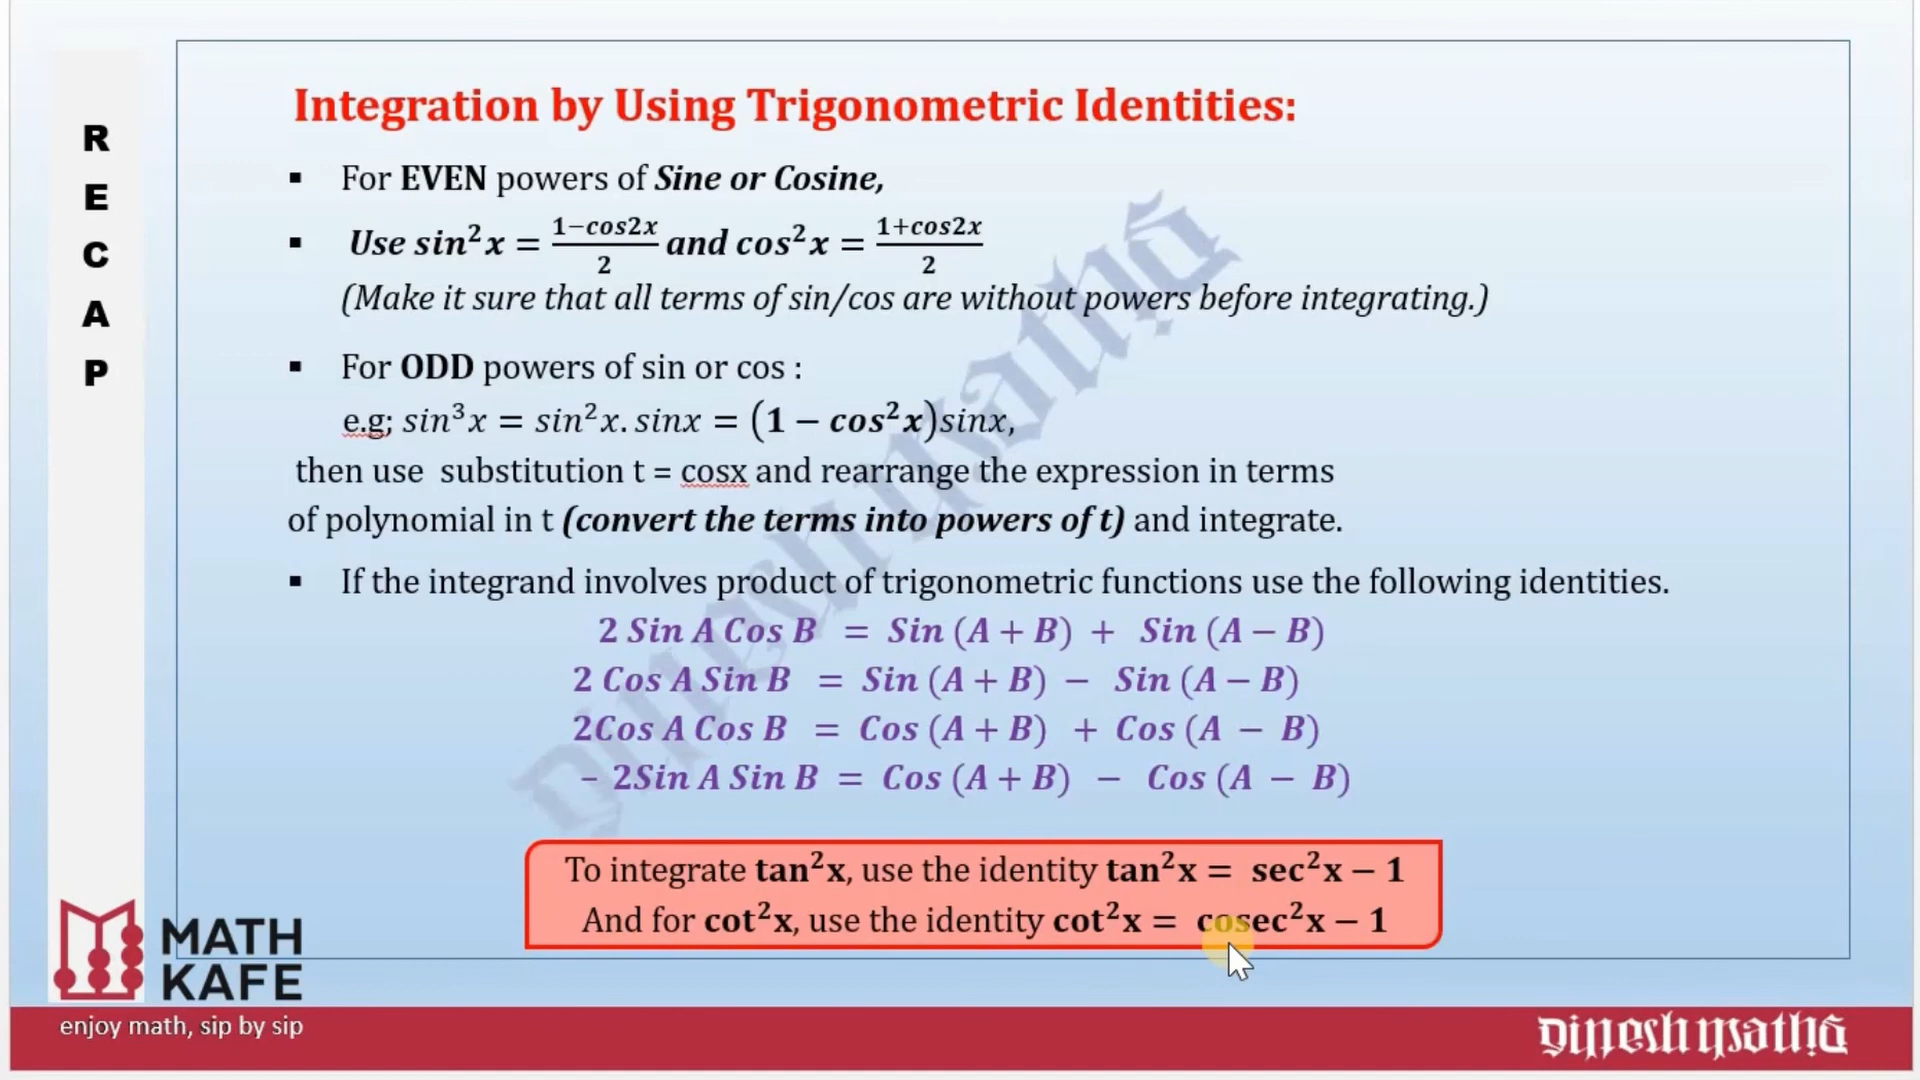 R
E
C
A
P
Integration by Using Trigonometric Identities:
▪ For EVEN powers of Sine or Cosine,
▪ Use sin²x = (1−cos2x)/2 and cos²x = (1+cos2x)/2
(Make it sure that all terms of sin/cos are without powers before integrating.)
▪ For ODD powers of sin or cos :
e.g; sin³x = sin²x. sinx = (1 − cos²x)sinx,
then use substitution t = cosx and rearrange the expression in terms
of polynomial in t (convert the terms into powers of t) and integrate.
▪ If the integrand involves product of trigonometric functions use the following identities.
2 Sin A Cos B = Sin (A + B) + Sin (A − B)
2 Cos A Sin B = Sin (A + B) − Sin (A − B)
2Cos A Cos B = Cos (A + B) + Cos (A − B)
– 2Sin A Sin B = Cos (A + B) − Cos (A − B)
To integrate tan²x, use the identity tan²x = sec²x − 1
And for cot²x, use the identity cot²x = cosec²x − 1
MATH
KAFE
enjoy math, sip by sip
Dinesh Maths
Dinesh Maths